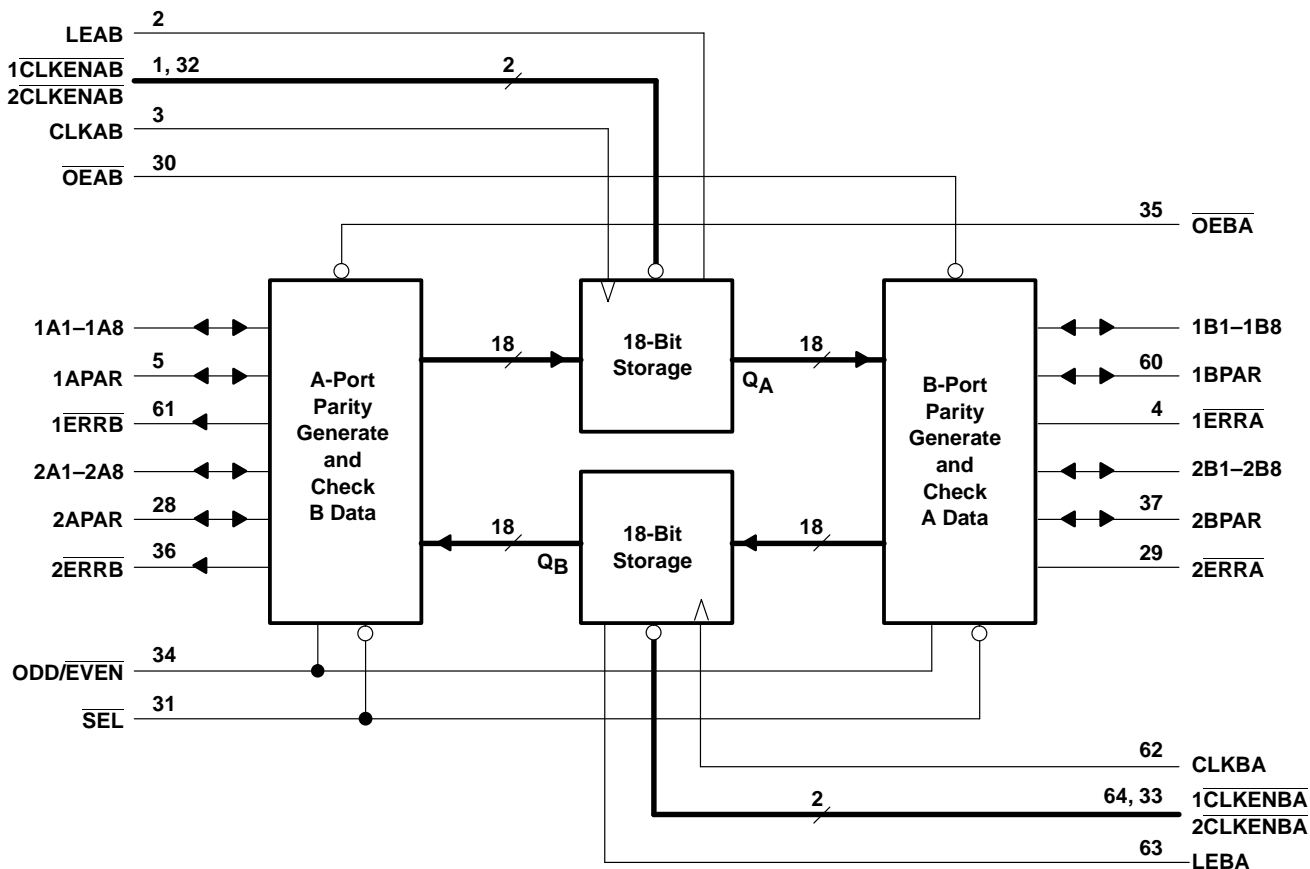 LEAB 2
1CLKENAB 1, 32 2
2CLKENAB
CLKAB 3
OEAB 30
35 OEBA
1A1–1A8
1APAR 5
1ERRB 61
2A1–2A8
2APAR 28
2ERRB 36
A-Port
Parity
Generate
and
Check
B Data
18
18-Bit
Storage
QA
18
18
QB
18-Bit
Storage
18
B-Port
Parity
Generate
and
Check
A Data
1B1–1B8
60 1BPAR
4 1ERRA
2B1–2B8
37 2BPAR
29 2ERRA
ODD/EVEN 34
SEL 31
62 CLKBA
2 64, 33 1CLKENBA
2CLKENBA
63 LEBA